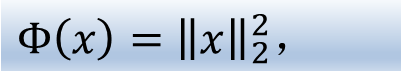 Φ(x) = ‖x‖₂²,